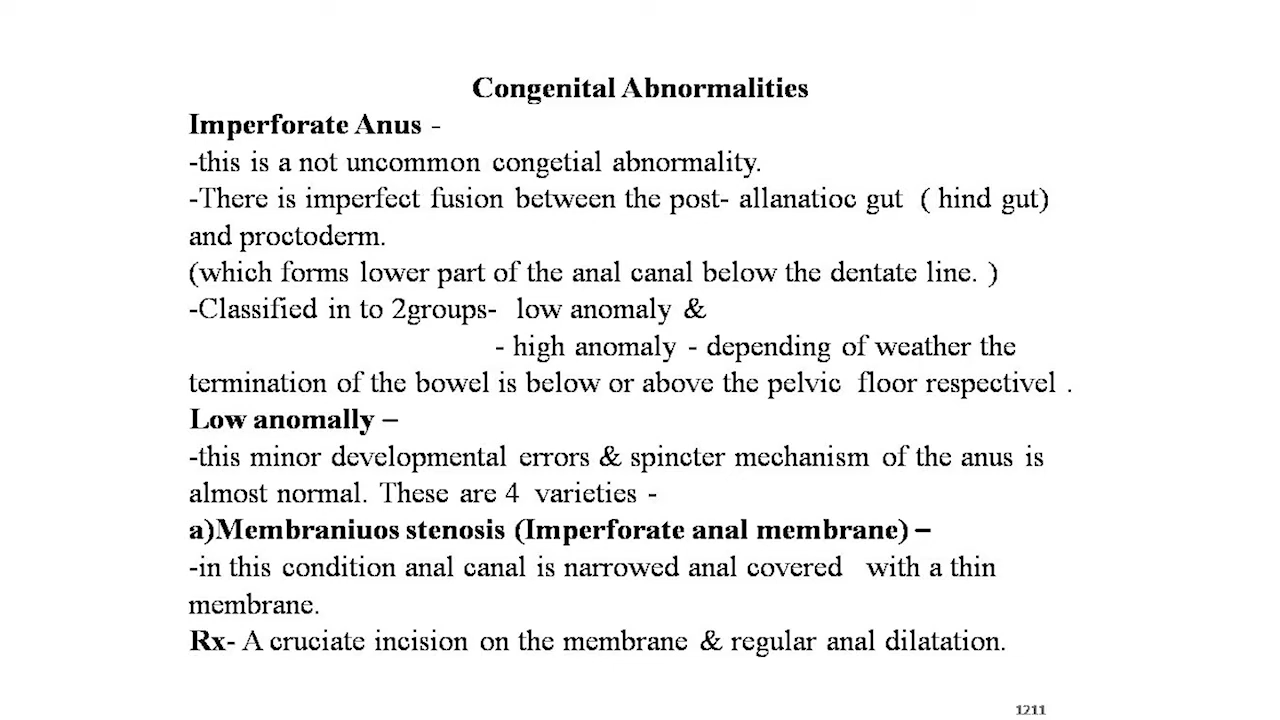 Congenital Abnormalities
Imperforate Anus -
-this is a not uncommon congetial abnormality.
-There is imperfect fusion between the post- allanatioc gut ( hind gut)
and proctoderm.
(which forms lower part of the anal canal below the dentate line. )
-Classified in to 2groups- low anomaly &
- high anomaly - depending of weather the
termination of the bowel is below or above the pelvic floor respectivel .
Low anomally –
-this minor developmental errors & spincter mechanism of the anus is
almost normal. These are 4 varieties -
a)Membraniuos stenosis (Imperforate anal membrane) –
-in this condition anal canal is narrowed anal covered with a thin
membrane.
Rx- A cruciate incision on the membrane & regular anal dilatation.
1211